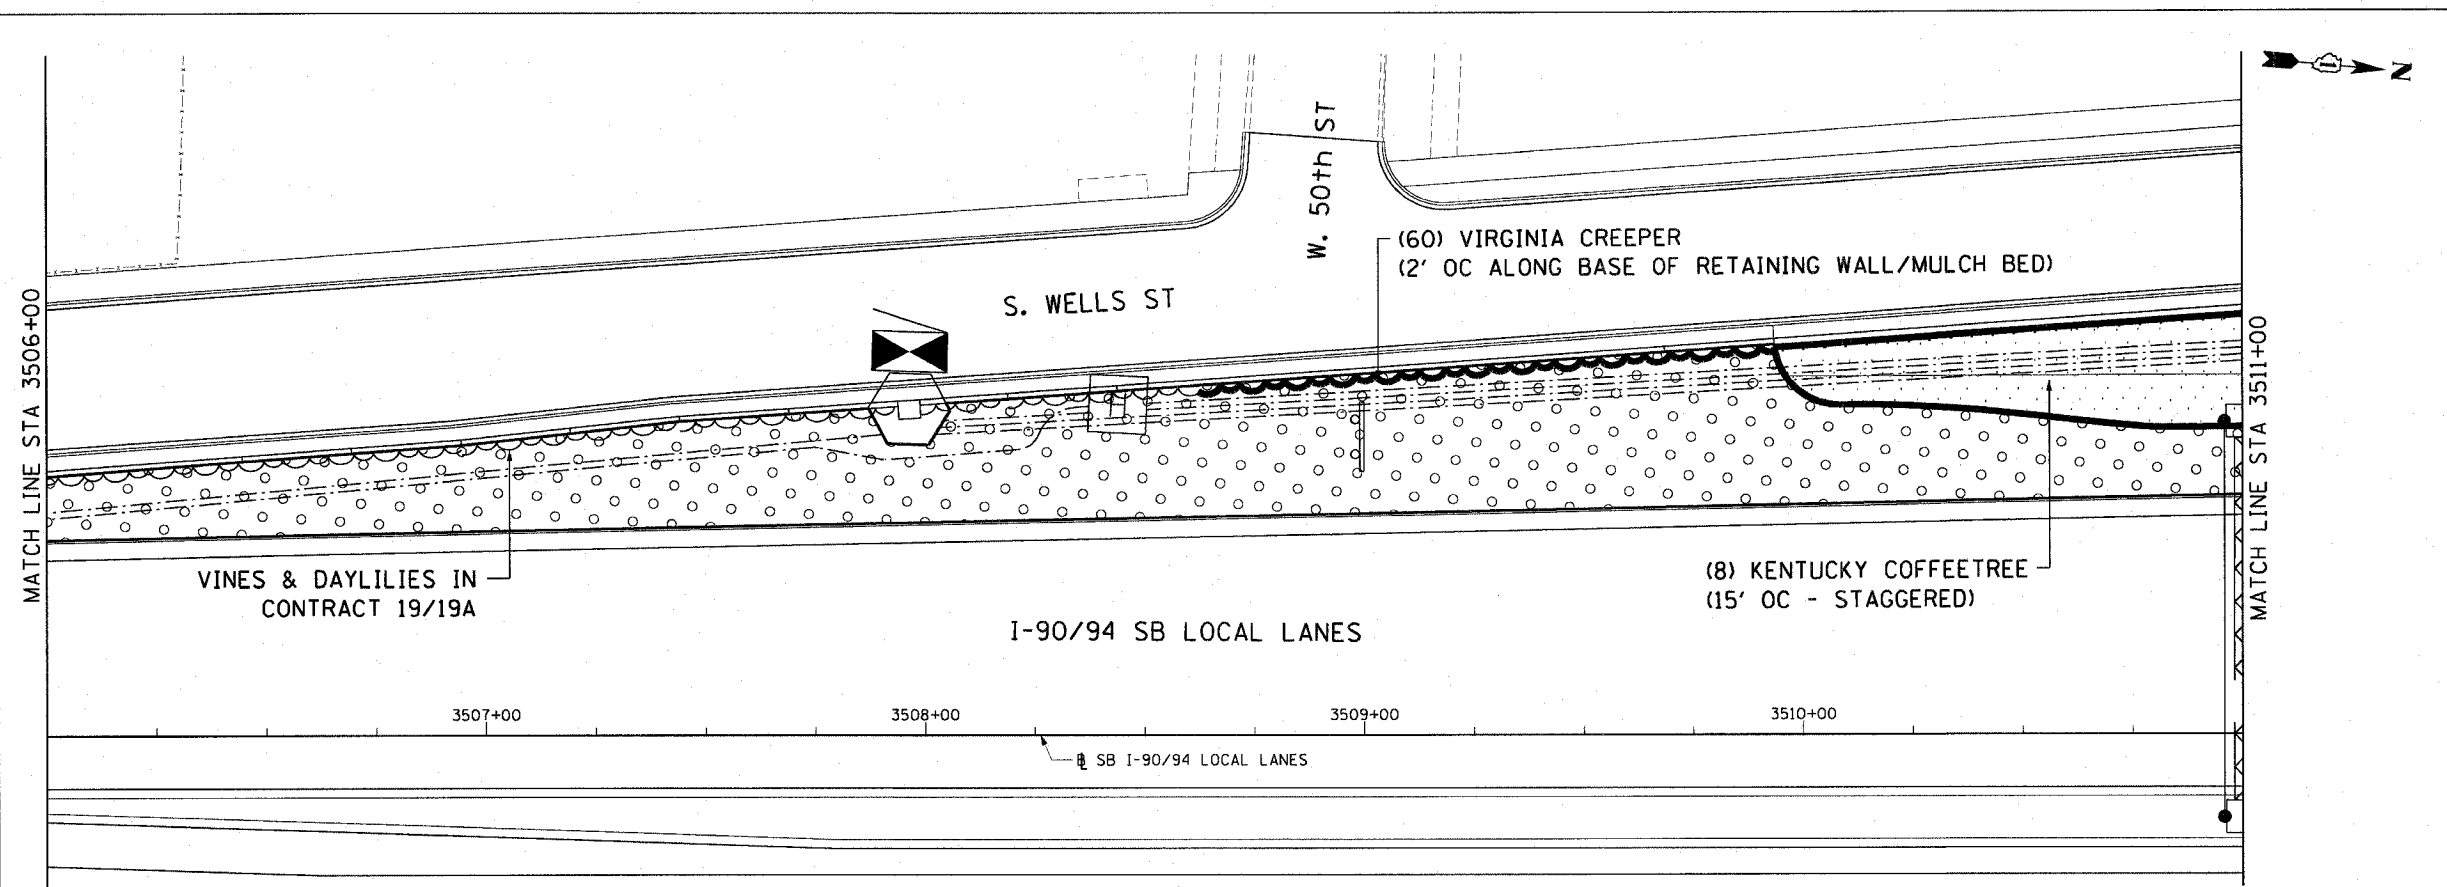 N
W. 50th ST
(60) VIRGINIA CREEPER
(2' OC ALONG BASE OF RETAINING WALL/MULCH BED)
S. WELLS ST
MATCH LINE STA 3506+00
MATCH LINE STA 3511+00
VINES & DAYLILIES IN
CONTRACT 19/19A
(8) KENTUCKY COFFEETREE
(15' OC - STAGGERED)
I-90/94 SB LOCAL LANES
3507+00
3508+00
3509+00
3510+00
SB I-90/94 LOCAL LANES